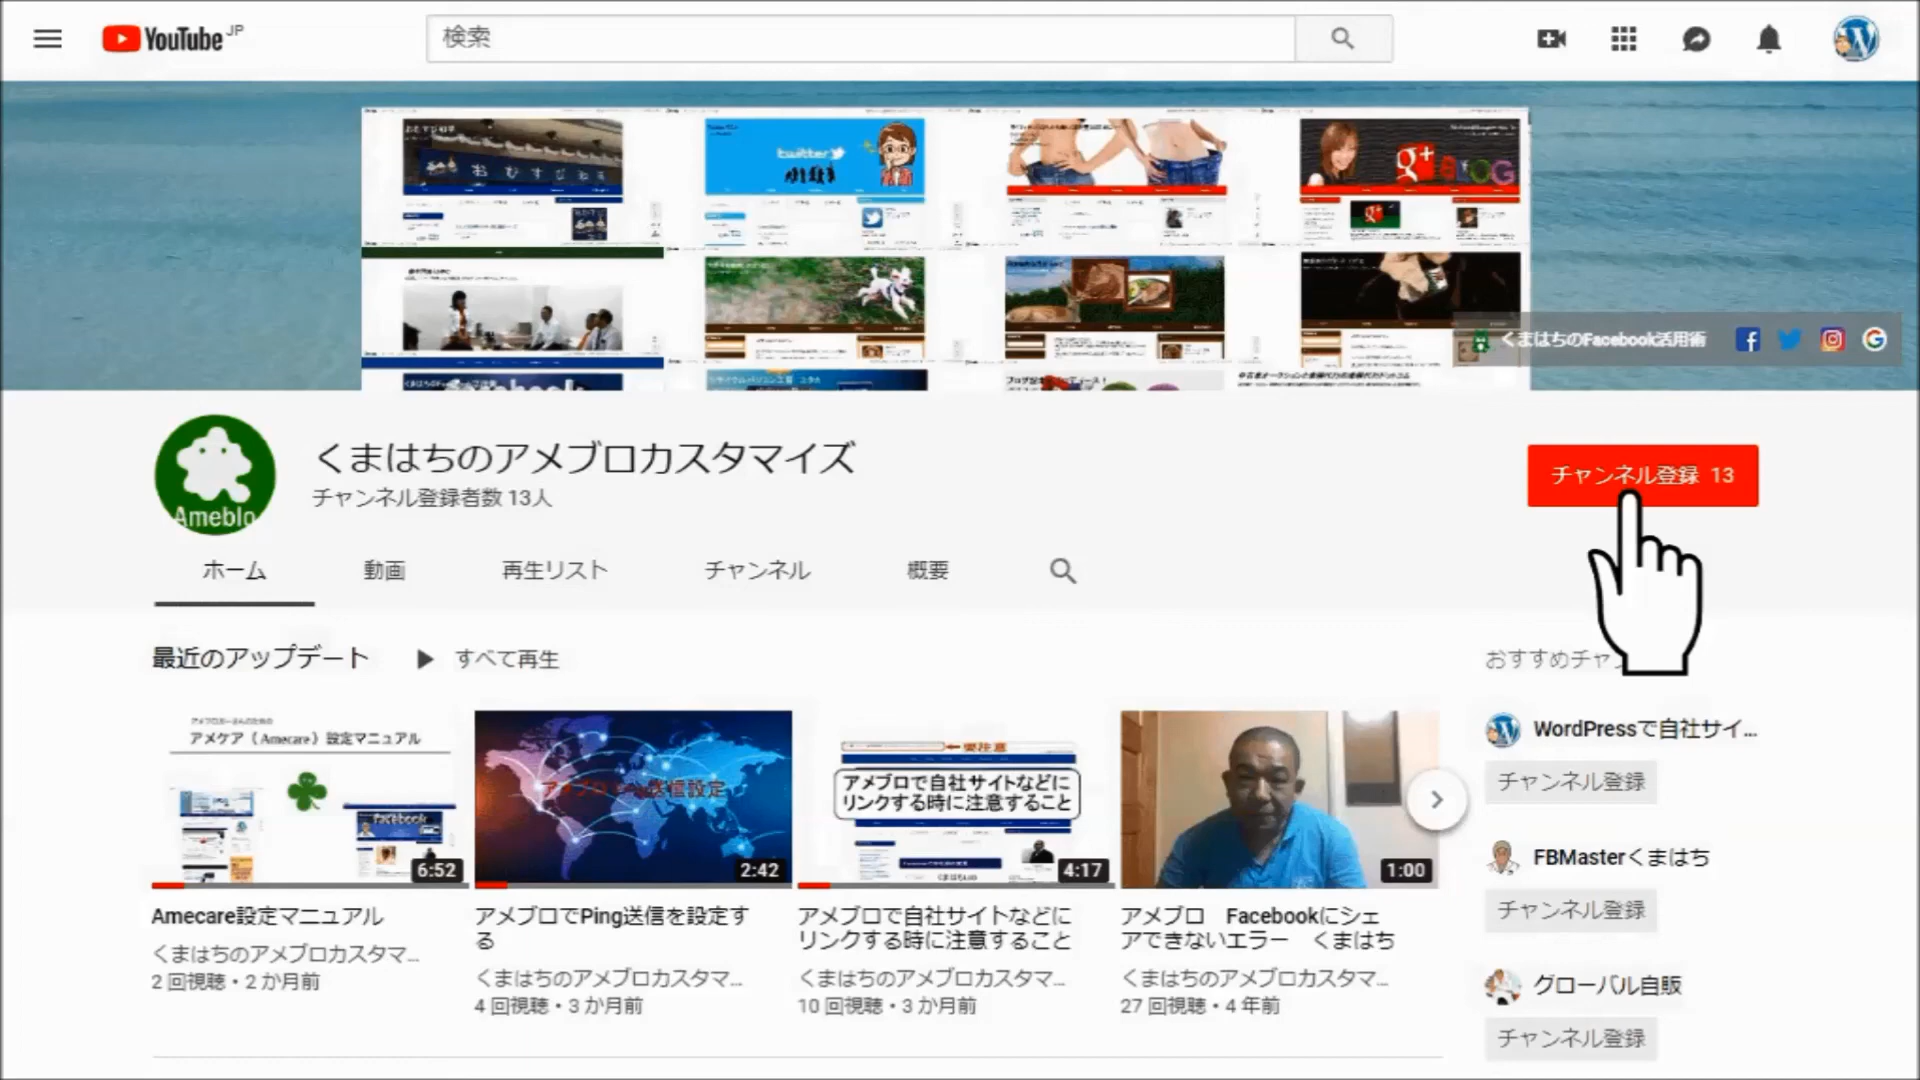 YouTube JP
検索
twitter
g+ BLOG
おむすび
くまはちのFacebook活用術
くまはちのアメブロカスタマイズ
チャンネル登録者数 13人
Ameblo
チャンネル登録 13
ホーム
動画
再生リスト
チャンネル
概要
最近のアップデート
すべて再生
アメケア（Amecare）設定マニュアル
facebook
6:52
2:42
要注意
アメブロで自社サイトなどに
リンクする時に注意すること
4:17
1:00
Amecare設定マニュアル
くまはちのアメブロカスタマ...
2 回視聴・2 か月前
アメブロでPing送信を設定す
る
くまはちのアメブロカスタマ...
4 回視聴・3 か月前
アメブロで自社サイトなどに
リンクする時に注意すること
くまはちのアメブロカスタマ...
10 回視聴・3 か月前
アメブロ　Facebookにシェ
アできないエラー　くまはち
くまはちのアメブロカスタマ...
27 回視聴・4 年前
おすすめチャン
WordPressで自社サイ...
チャンネル登録
FBMasterくまはち
チャンネル登録
グローバル自販
チャンネル登録